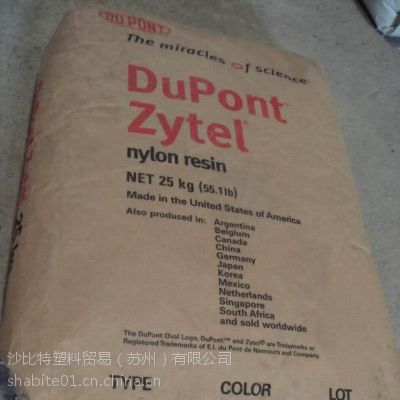 DU PONT
The miracles of science®
DuPont®
Zytel®
nylon resin
NET 25 kg (55.1lb)
Made in the United States of America
Also produced in: Argentina
Belgium
Canada
China
Germany
Japan
Korea
Mexico
Netherlands
Singapore
South Africa
and sold worldwide
The DuPont Oval Logo, DuPont™ and Zytel® are Trademarks or
Registered Trademarks of E.I. du Pont de Nemours and Company.
TYPE COLOR LOT
沙比特塑料贸易（苏州）有限公司
shabite01.cn.china.cn